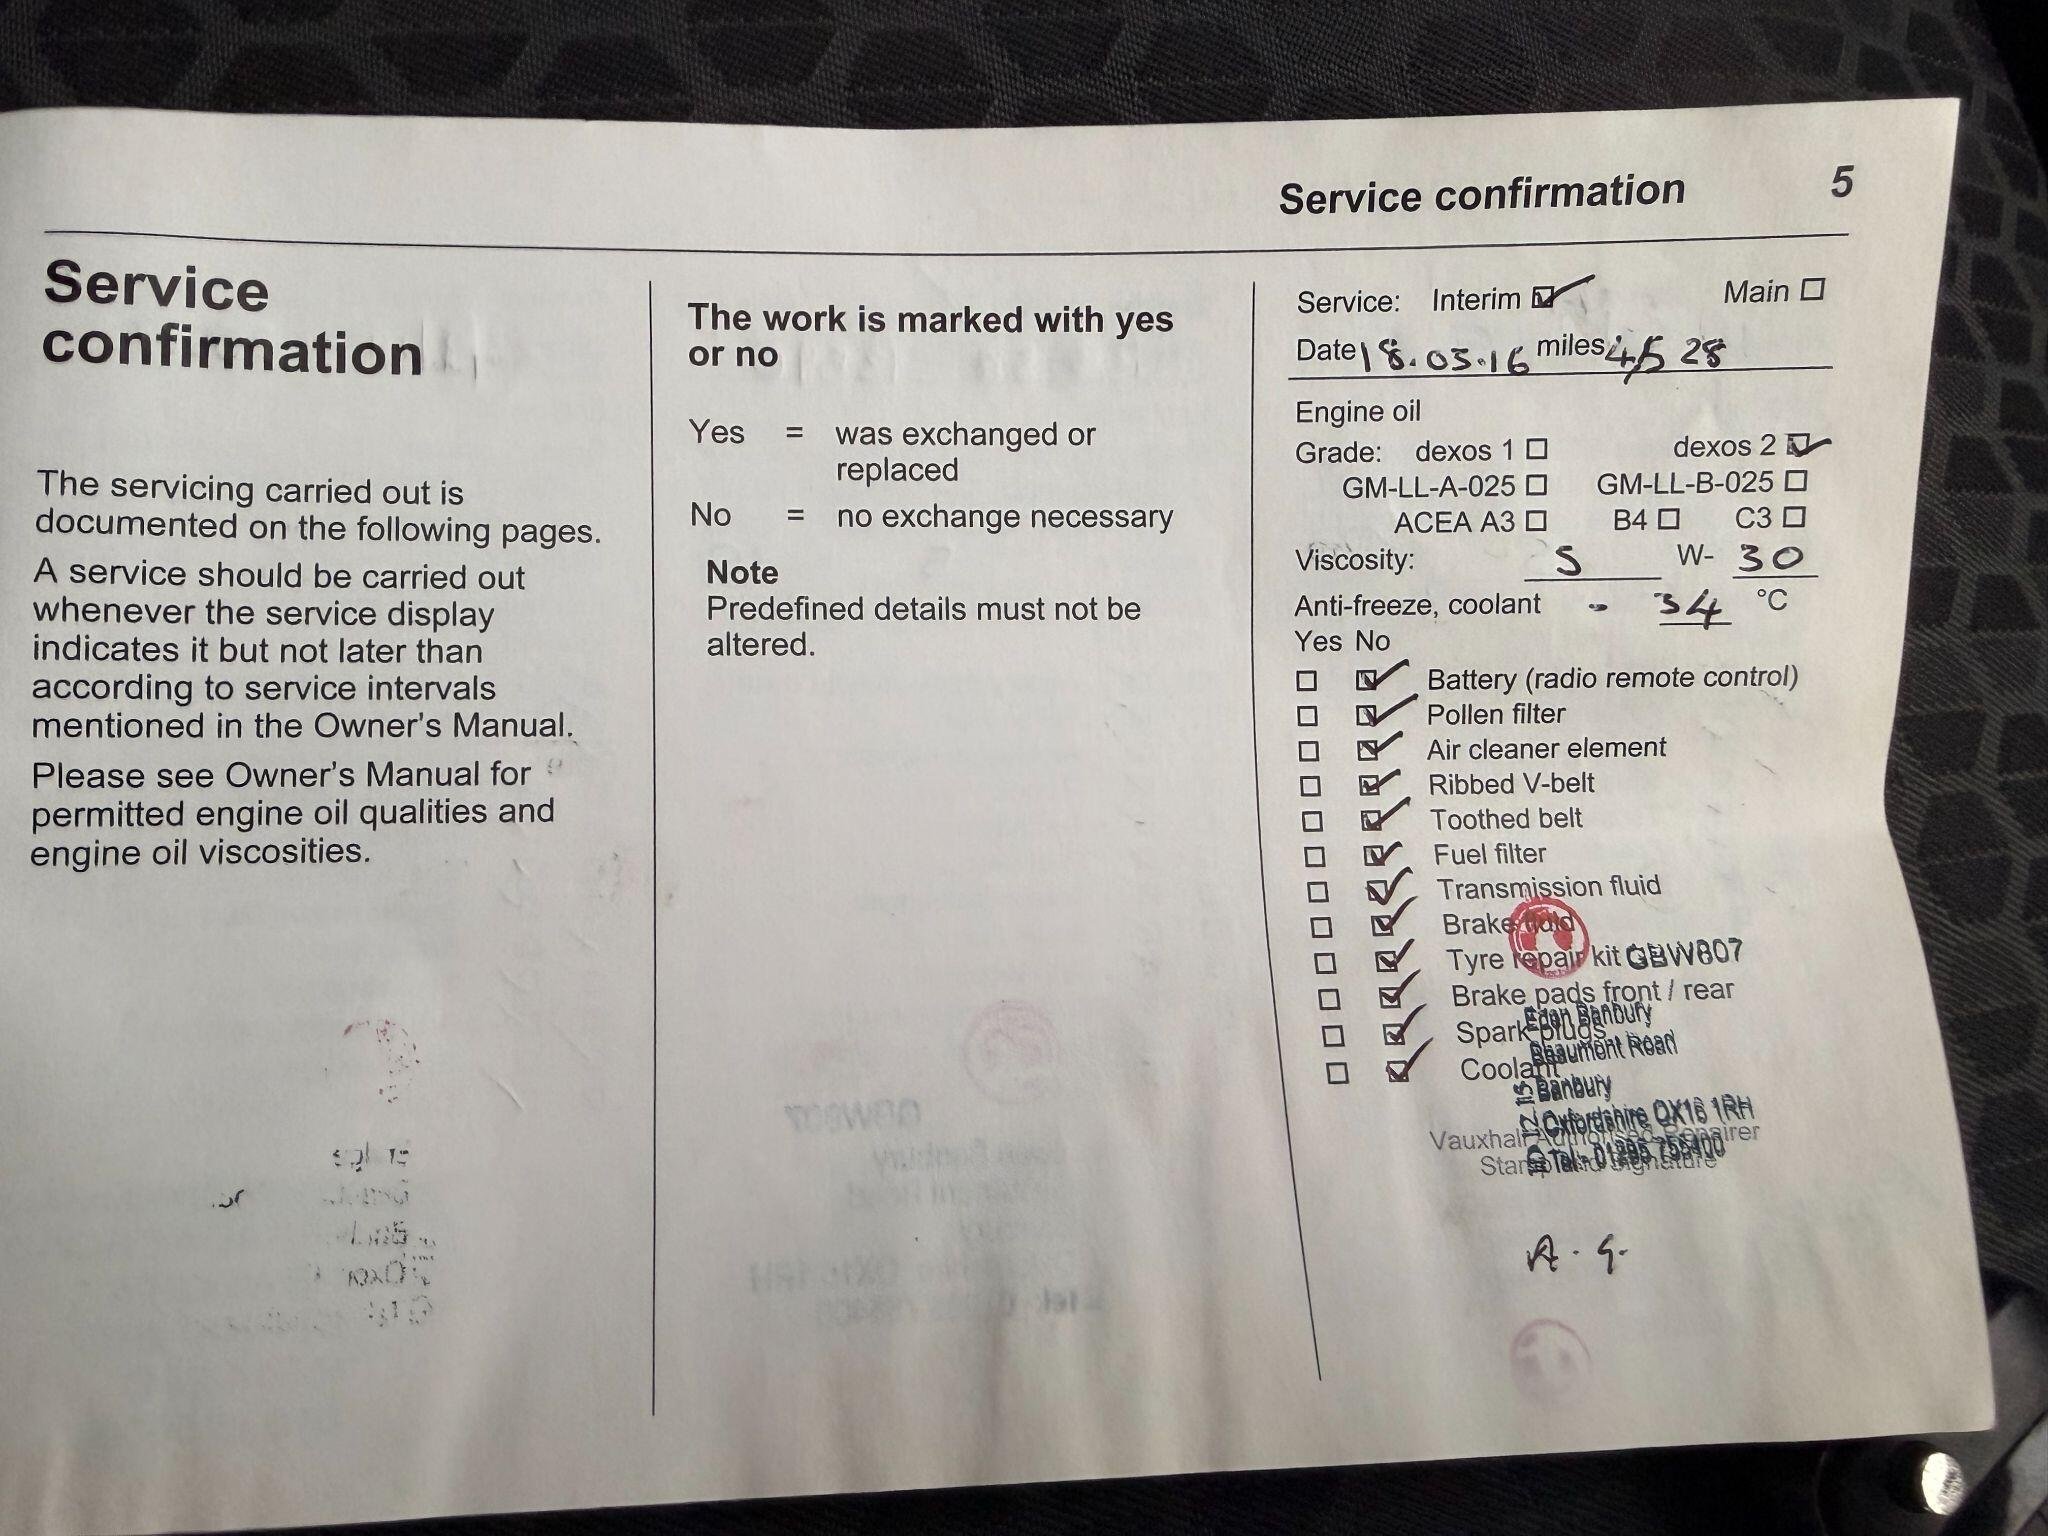 Service confirmation 5
Service
confirmation
The servicing carried out is
documented on the following pages.
A service should be carried out
whenever the service display
indicates it but not later than
according to service intervals
mentioned in the Owner's Manual.
Please see Owner's Manual for
permitted engine oil qualities and
engine oil viscosities.
The work is marked with yes
or no
Yes = was exchanged or
replaced
No = no exchange necessary
Note
Predefined details must not be
altered.
Service: Interim Main
Date 18.03.16 miles 4528
Engine oil
Grade: dexos 1 dexos 2
GM-LL-A-025 GM-LL-B-025
ACEA A3 B4 C3
Viscosity: 5 W- 30
Anti-freeze, coolant - 34 °C
Yes No
Battery (radio remote control)
Pollen filter
Air cleaner element
Ribbed V-belt
Toothed belt
Fuel filter
Transmission fluid
Brake fluid
Tyre repair kit GBW807
Brake pads front / rear
Eden Banbury
Spark plugs
Beaumont Road
Coolant
Banbury
Oxfordshire OX16 1RH
Vauxhall Authorised Repairer
Tel:- 01295 755400
Stamp and Signature
A. G.